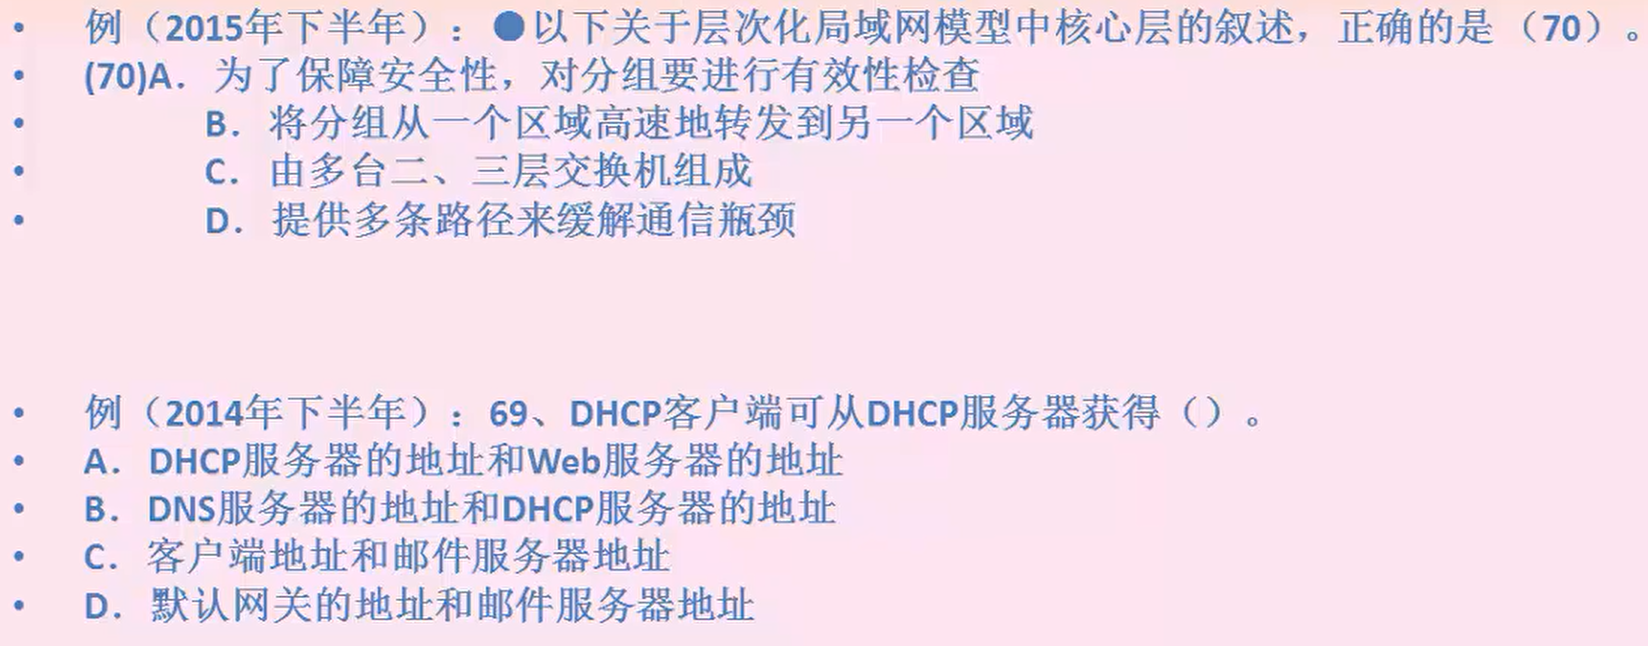 • 例（2015年下半年）：●以下关于层次化局域网模型中核心层的叙述，正确的是（70）。
• (70)A．为了保障安全性，对分组要进行有效性检查
• B．将分组从一个区域高速地转发到另一个区域
• C．由多台二、三层交换机组成
• D．提供多条路径来缓解通信瓶颈
• 例（2014年下半年）：69、DHCP客户端可从DHCP服务器获得（）。
• A．DHCP服务器的地址和Web服务器的地址
• B．DNS服务器的地址和DHCP服务器的地址
• C．客户端地址和邮件服务器地址
• D．默认网关的地址和邮件服务器地址